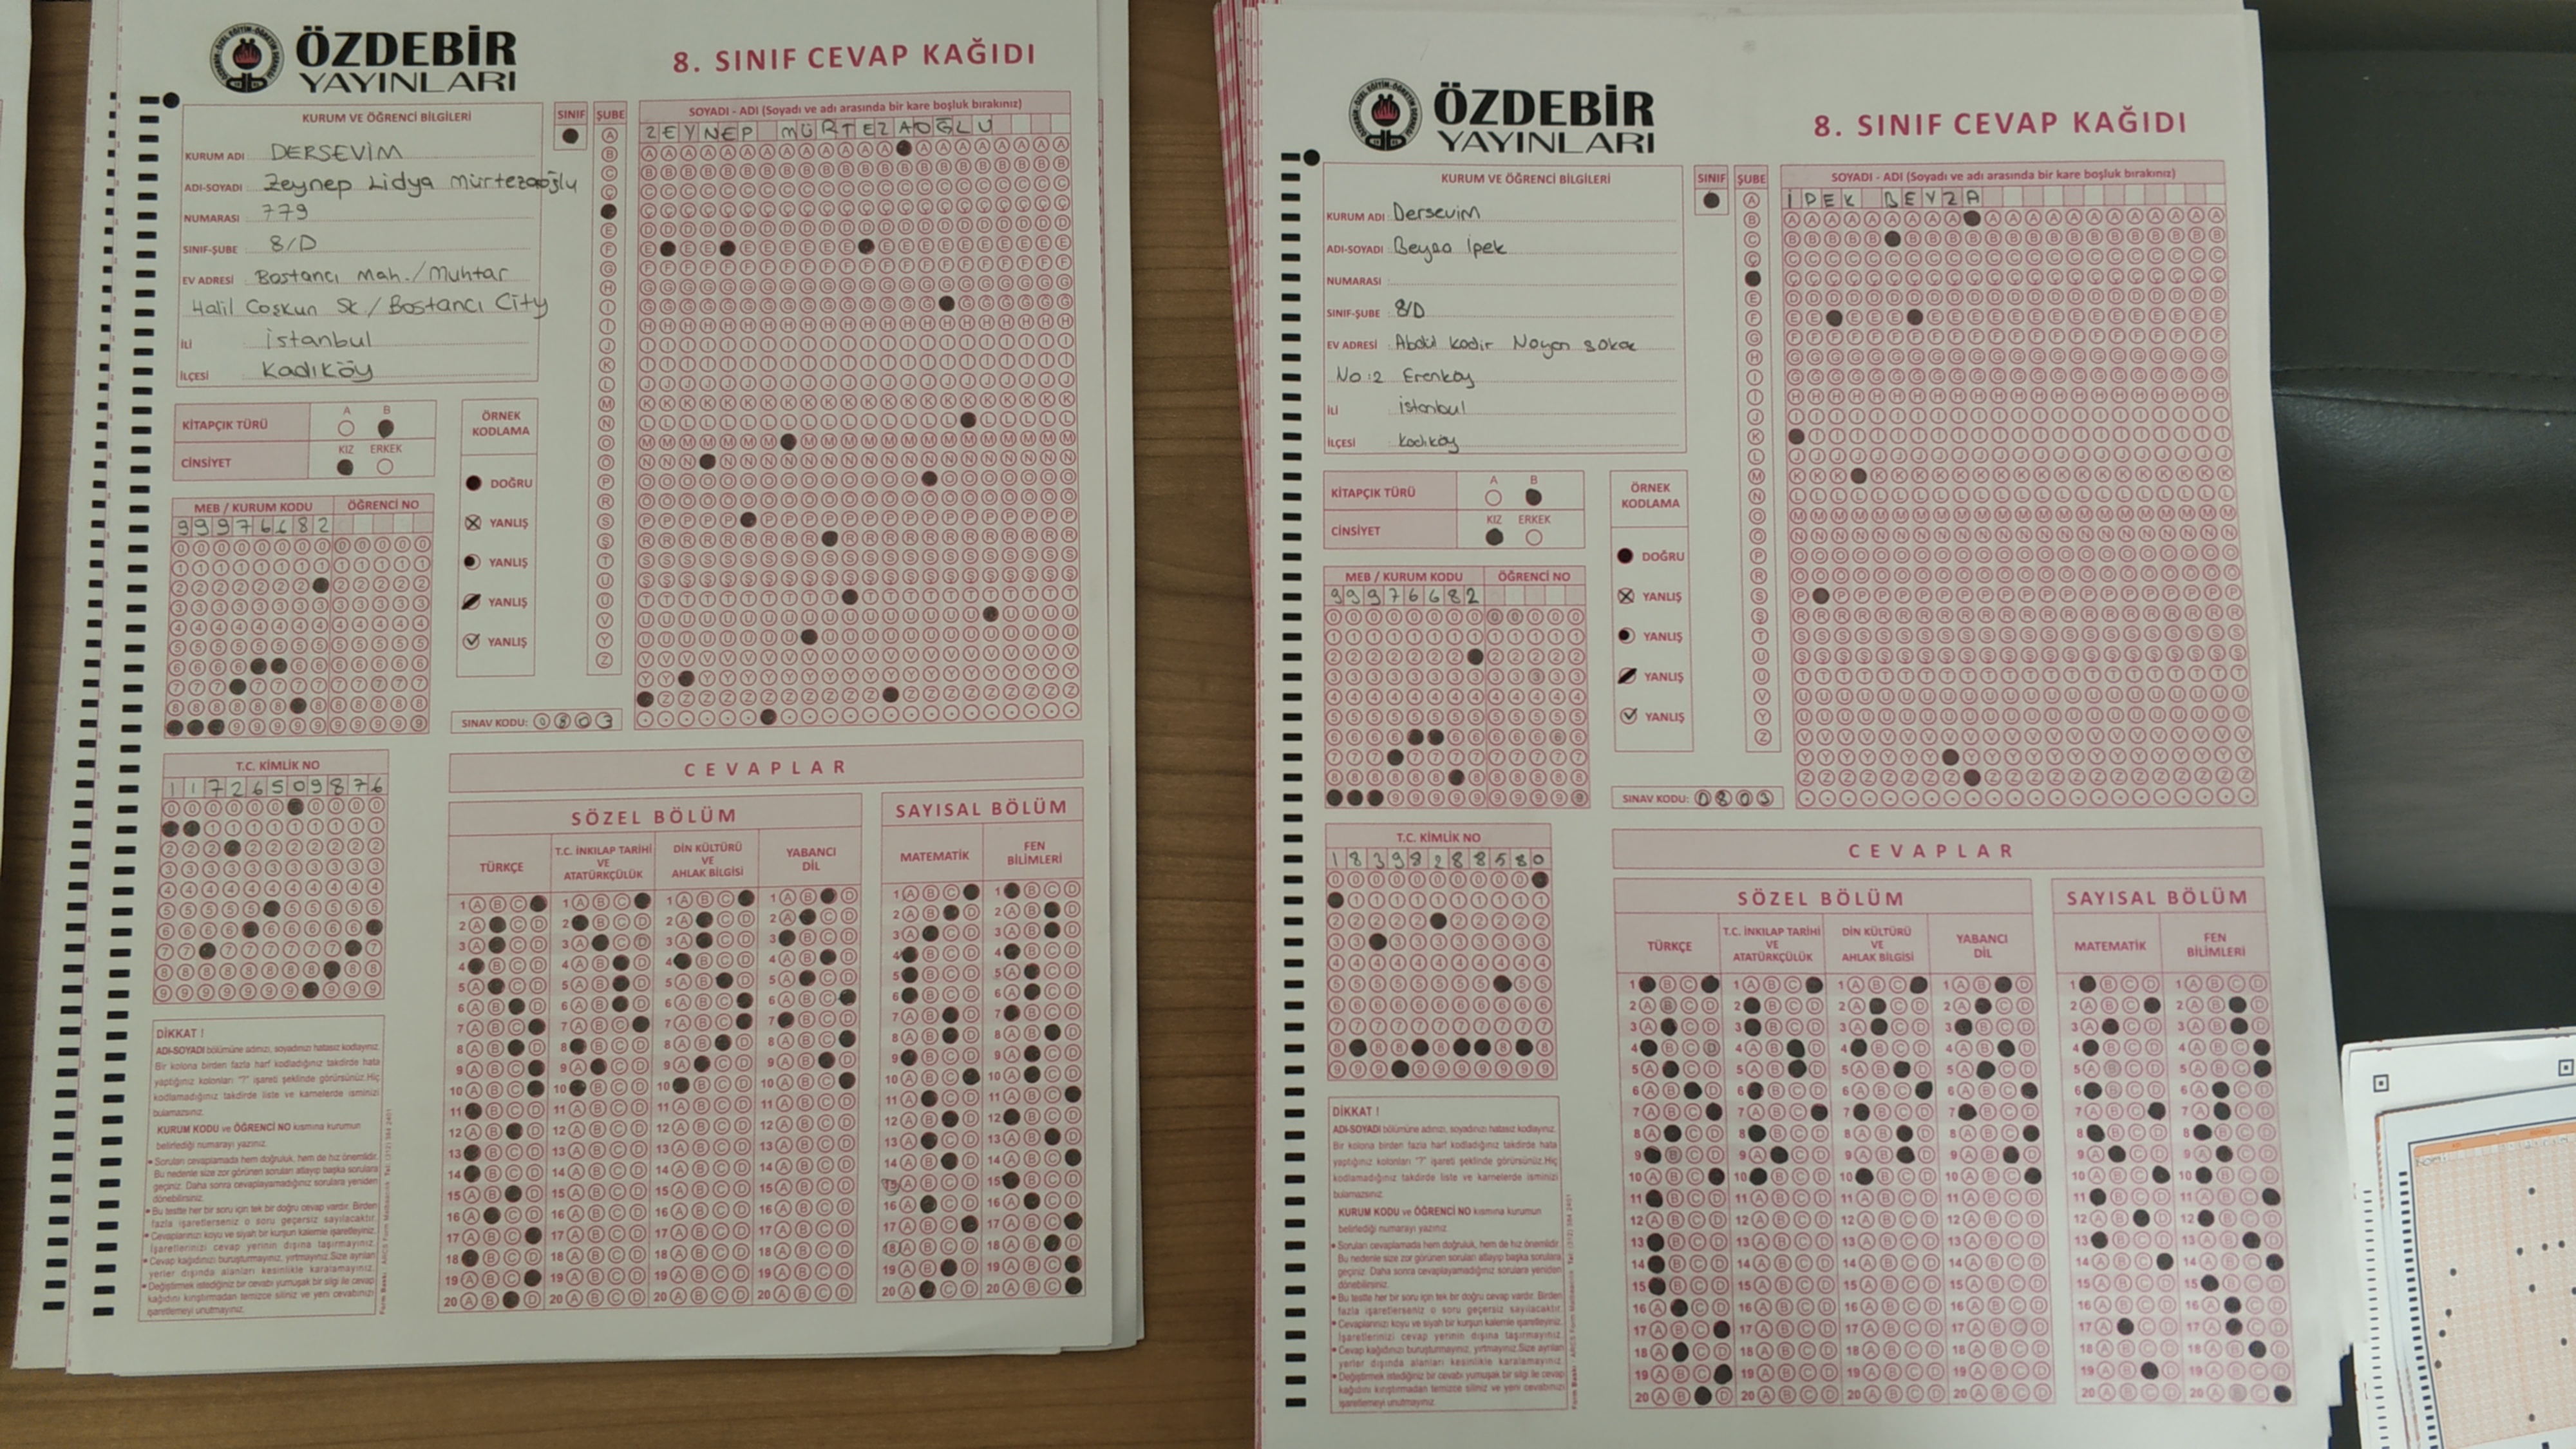 ÖZDEBİR
YAYINLARI
8. SINIF CEVAP KAĞIDI
KURUM VE ÖĞRENCİ BİLGİLERİ
KURUM ADI DERSEVİM
ADI-SOYADI Zeynep Lidya Mürtezaoğlu
NUMARASI 779
SINIF-ŞUBE 8/D
EV ADRESİ Bostancı Mah./Muhtar
Halil Coşkun Sk./Bostancı City
İLİ istanbul
İLÇESİ Kadıköy
SINIF
ŞUBE
SOYADI - ADI (Soyadı ve adı arasında bir kare boşluk bırakınız)
ZEYNEP MÜRTEZAOĞLU
KİTAPÇIK TÜRÜ A B
CİNSİYET KIZ ERKEK
ÖRNEK
KODLAMA
DOĞRU
YANLIŞ
YANLIŞ
YANLIŞ
YANLIŞ
MEB / KURUM KODU ÖĞRENCİ NO
99976682
SINAV KODU: 0803
T.C. KİMLİK NO
11726509876
DİKKAT !
ADI-SOYADI bölümüne adınızı, soyadınızı hatasız kodlayınız.
Bir kolona birden fazla harf kodladığınız takdirde hata
yaptığınız kolonları "?" işareti şeklinde görürsünüz.Hiç
kodlamadığınız takdirde liste ve karnelerde isminizi
bulamazsınız.
KURUM KODU ve ÖĞRENCİ NO kısmına kurumun
belirlediği numarayı yazınız.
Soruları cevaplamada hem doğruluk, hem de hız önemlidir.
Bu nedenle size zor görünen soruları atlayıp başka sorulara
geçiniz. Daha sonra cevaplayamadığınız sorulara yeniden
dönebilirsiniz.
Bu testte her bir soru için tek bir doğru cevap vardır. Birden
fazla işaretlerseniz o soru geçersiz sayılacaktır.
Cevaplarınızı koyu ve siyah bir kurşun kalemle işaretleyiniz.
İşaretlerinizi cevap yerinin dışına taşırmayınız.
Cevap kağıdınızı buruşturmayınız, yırtmayınız.Size ayrılan
yerler dışında alanları kesinlikle karalamayınız.
Değiştirmek istediğiniz bir cevabı yumuşak bir silgi ile cevap
kağıdını kırıştırmadan temizce siliniz ve yeni cevabınızı
işaretlemeyi unutmayınız.
CEVAPLAR
SÖZEL BÖLÜM
SAYISAL BÖLÜM
TÜRKÇE
T.C. İNKILAP TARİHİ
VE
ATATÜRKÇÜLÜK
DİN KÜLTÜRÜ
VE
AHLAK BİLGİSİ
YABANCI
DİL
MATEMATİK
FEN
BİLİMLERİ
ÖZDEBİR
YAYINLARI
8. SINIF CEVAP KAĞIDI
KURUM VE ÖĞRENCİ BİLGİLERİ
KURUM ADI : Dersevim
ADI-SOYADI : Beyza ipek
NUMARASI :
SINIF-ŞUBE : 8/D
EV ADRESİ : Abdül kadir Noyan sokak
No:2 Erenköy
İLİ : istanbul
İLÇESİ : Kadıköy
SINIF
ŞUBE
SOYADI - ADI (Soyadı ve adı arasında bir kare boşluk bırakınız)
İPEK BEYZA
KİTAPÇIK TÜRÜ A B
CİNSİYET KIZ ERKEK
ÖRNEK
KODLAMA
DOĞRU
YANLIŞ
YANLIŞ
YANLIŞ
YANLIŞ
MEB / KURUM KODU ÖĞRENCİ NO
99976682
SINAV KODU: 0803
T.C. KİMLİK NO
18398288580
DİKKAT !
ADI-SOYADI bölümüne adınızı, soyadınızı hatasız kodlayınız.
Bir kolona birden fazla harf kodladığınız takdirde hata
yaptığınız kolonları "?" işareti şeklinde görürsünüz.Hiç
kodlamadığınız takdirde liste ve karnelerde isminizi
bulamazsınız.
KURUM KODU ve ÖĞRENCİ NO kısmına kurumun
belirlediği numarayı yazınız.
Soruları cevaplamada hem doğruluk, hem de hız önemlidir.
Bu nedenle size zor görünen soruları atlayıp başka sorulara
geçiniz. Daha sonra cevaplayamadığınız sorulara yeniden
dönebilirsiniz.
Bu testte her bir soru için tek bir doğru cevap vardır. Birden
fazla işaretlerseniz o soru geçersiz sayılacaktır.
Cevaplarınızı koyu ve siyah bir kurşun kalemle işaretleyiniz.
İşaretlerinizi cevap yerinin dışına taşırmayınız.
Cevap kağıdınızı buruşturmayınız, yırtmayınız.Size ayrılan
yerler dışında alanları kesinlikle karalamayınız.
Değiştirmek istediğiniz bir cevabı yumuşak bir silgi ile cevap
kağıdını kırıştırmadan temizce siliniz ve yeni cevabınızı
işaretlemeyi unutmayınız.
CEVAPLAR
SÖZEL BÖLÜM
SAYISAL BÖLÜM
TÜRKÇE
T.C. İNKILAP TARİHİ
VE
ATATÜRKÇÜLÜK
DİN KÜLTÜRÜ
VE
AHLAK BİLGİSİ
YABANCI
DİL
MATEMATİK
FEN
BİLİMLERİ